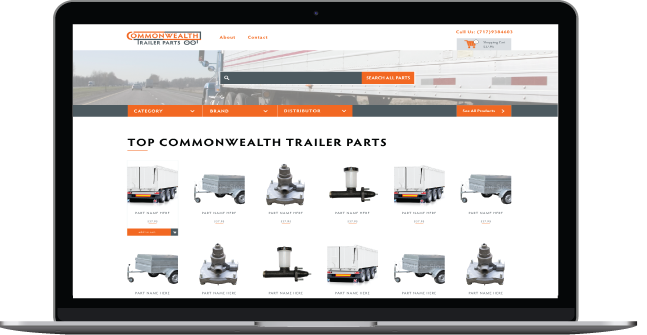 COMMONWEALTH
TRAILER PARTS
About
Contact
Call Us: (717)9384683
Shopping Cart
SEARCH ALL PARTS
CATEGORY
BRAND
DISTRIBUTOR
See All Products
TOP COMMONWEALTH TRAILER PARTS
PART NAME HERE
PART NAME HERE
PART NAME HERE
PART NAME HERE
PART NAME HERE
PART NAME HERE
PART NAME HERE
PART NAME HERE
PART NAME HERE
PART NAME HERE
PART NAME HERE
PART NAME HERE